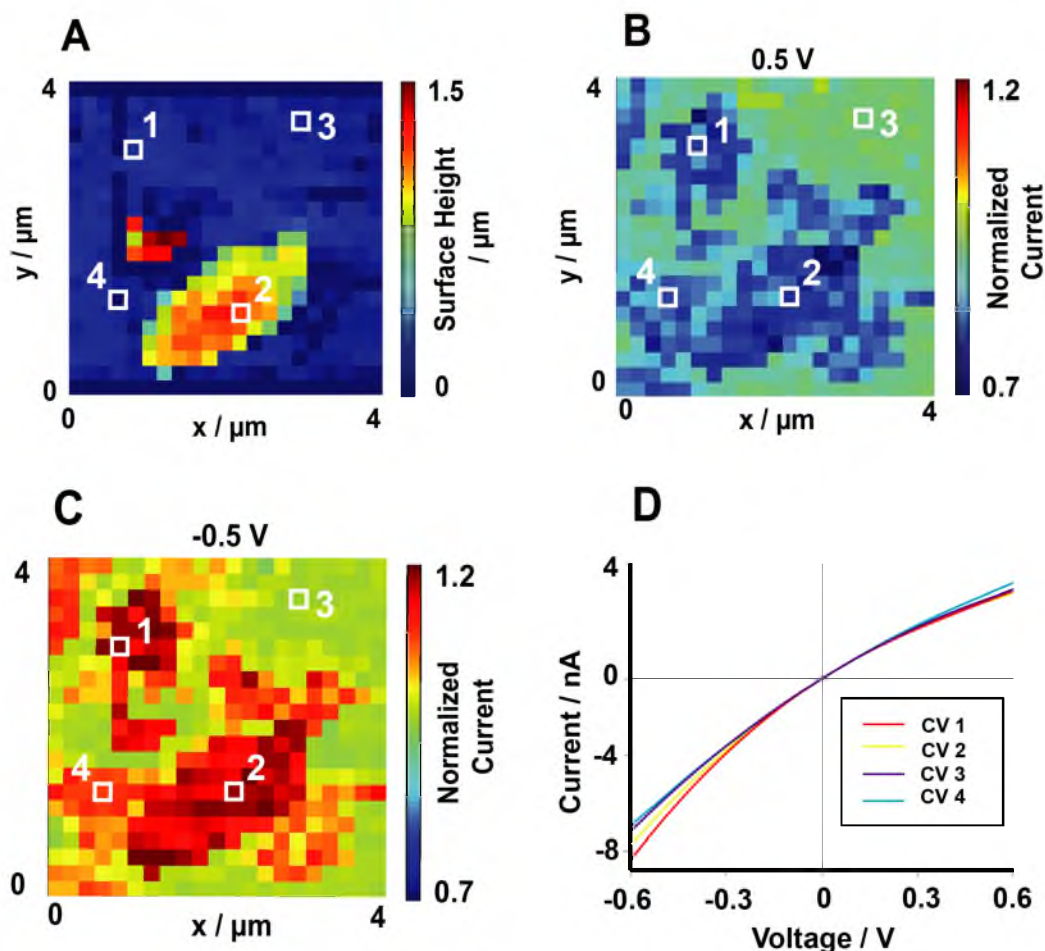 A
4
1
3
4
2
0
0
4
x / µm
y / µm
1.5
0
Surface Height
/ µm
B
0.5 V
4
1
3
4
2
0
0
4
x / µm
y / µm
1.2
0.7
Normalized
Current
C
-0.5 V
4
1
3
4
2
0
0
4
x / µm
y / µm
1.2
0.7
Normalized
Current
D
4
0
-4
-8
Current / nA
-0.6
-0.3
0
0.3
0.6
Voltage / V
CV 1
CV 2
CV 3
CV 4